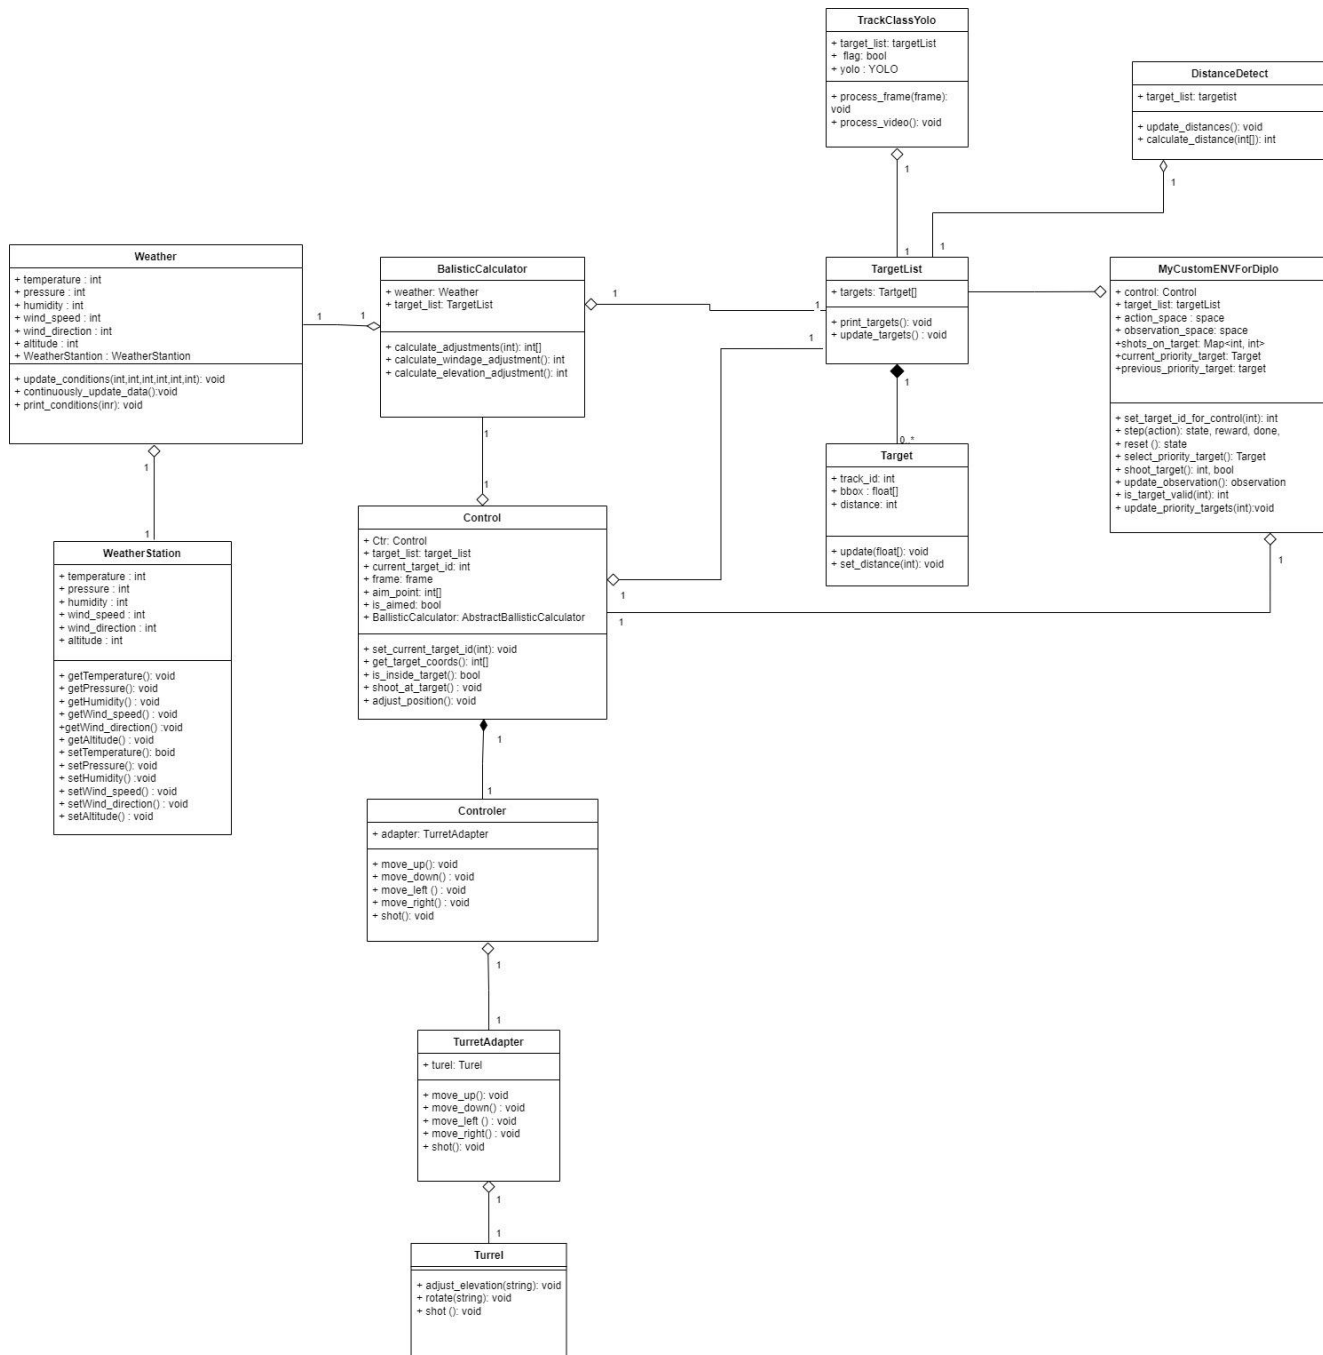 TrackClassYolo
+ target_list: targetList
+ flag: bool
+ yolo : YOLO
+ process_frame(frame):
void
+ process_video(): void
1
1
DistanceDetect
+ target_list: targetist
+ update_distances(): void
+ calculate_distance(int[]): int
1
1
Weather
+ temperature : int
+ pressure : int
+ humidity : int
+ wind_speed : int
+ wind_direction : int
+ altitude : int
+ WeatherStantion : WeatherStantion
+ update_conditions(int,int,int,int,int,int): void
+ continuously_update_data():void
+ print_conditions(inr): void
1
1
1
1
BalisticCalculator
+ weather: Weather
+ target_list: TargetList
+ calculate_adjustments(int): int[]
+ calculate_windage_adjustment(): int
+ calculate_elevation_adjustment(): int
1
1
1
1
TargetList
+ targets: Tartget[]
+ print_targets(): void
+ update_targets() : void
1
1
0..*
MyCustomENVForDiplo
+ control: Control
+ target_list: targetList
+ action_space : space
+ observation_space: space
+shots_on_target: Map<int, int>
+current_priority_target: Target
+previous_priority_target: target
+ set_target_id_for_control(int): int
+ step(action): state, reward, done,
+ reset (): state
+ select_priority_target(): Target
+ shoot_target(): int, bool
+ update_observation(): observation
+ is_target_valid(int): int
+ update_priority_targets(int):void
1
Target
+ track_id: int
+ bbox : float[]
+ distance: int
+ update(float[]): void
+ set_distance(int): void
WeatherStation
+ temperature : int
+ pressure : int
+ humidity : int
+ wind_speed : int
+ wind_direction : int
+ altitude : int
+ getTemperature(): void
+ getPressure(): void
+ getHumidity() : void
+ getWind_speed() : void
+getWind_direction() :void
+ getAltitude() : void
+ setTemperature(): boid
+ setPressure(): void
+ setHumidity() :void
+ setWind_speed() : void
+ setWind_direction() : void
+ setAltitude() : void
Control
+ Ctr: Control
+ target_list: target_list
+ current_target_id: int
+ frame: frame
+ aim_point: int[]
+ is_aimed: bool
+ BallisticCalculator: AbstractBallisticCalculator
+ set_current_target_id(int): void
+ get_target_coords(): int[]
+ is_inside_target(): bool
+ shoot_at_target() : void
+ adjust_position(): void
1
1
1
1
Controler
+ adapter: TurretAdapter
+ move_up(): void
+ move_down() : void
+ move_left () : void
+ move_right() : void
+ shot(): void
1
1
TurretAdapter
+ turel: Turel
+ move_up(): void
+ move_down() : void
+ move_left () : void
+ move_right() : void
+ shot(): void
1
1
Turrel
+ adjust_elevation(string): void
+ rotate(string): void
+ shot (): void